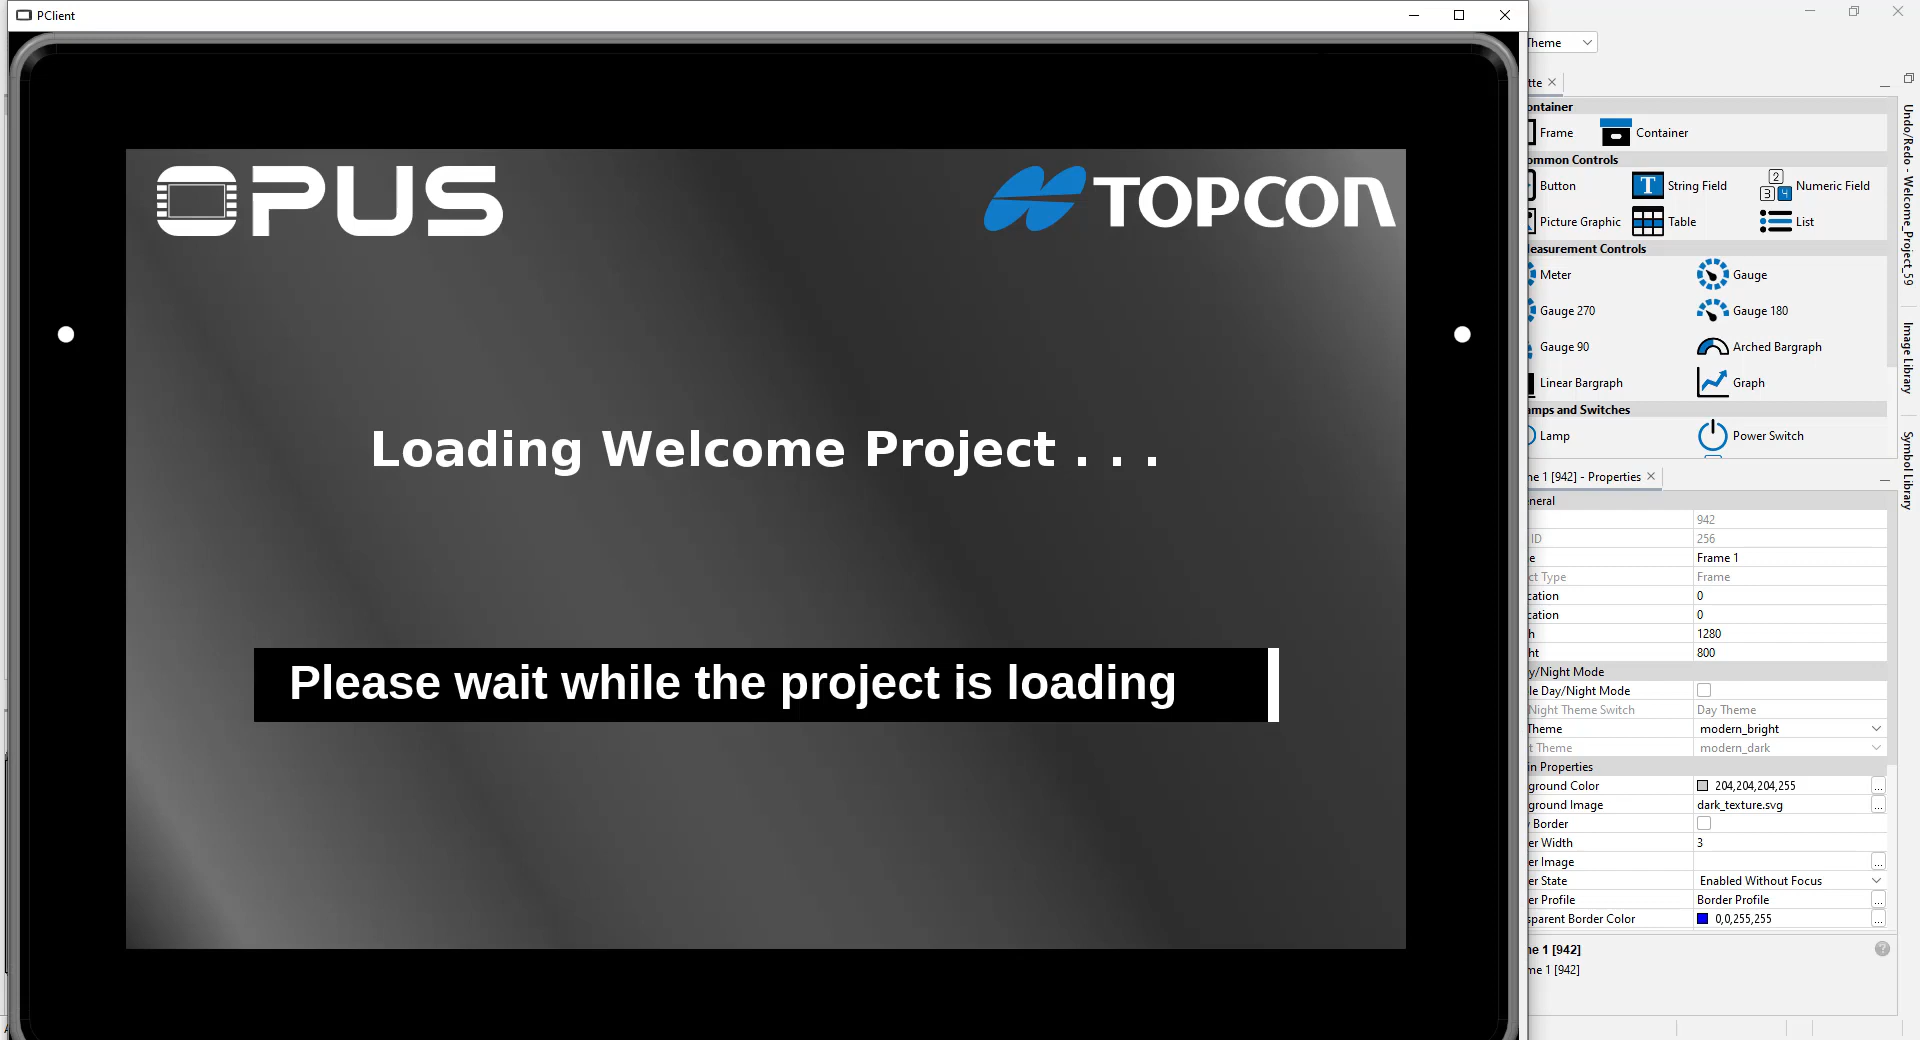 PClient
OPUS
TOPCON
Loading Welcome Project . . .
Please wait while the project is loading
Theme
tte
ontainer
Frame
Container
ommon Controls
Button
String Field
Numeric Field
Picture Graphic
Table
List
easurement Controls
Meter
Gauge
Gauge 270
Gauge 180
Gauge 90
Arched Bargraph
Linear Bargraph
Graph
amps and Switches
Lamp
Power Switch
ne 1 [942] - Properties
neral
942
ID 256
e Frame 1
ct Type Frame
cation 0
cation 0
h 1280
ht 800
y/Night Mode
le Day/Night Mode
Night Theme Switch Day Theme
Theme modern_bright
t Theme modern_dark
in Properties
ground Color 204,204,204,255 ...
ground Image dark_texture.svg ...
Border
er Width 3
er Image ...
er State Enabled Without Focus
er Profile Border Profile ...
sparent Border Color 0,0,255,255 ...
ne 1 [942]
me 1 [942]
Undo/Redo - Welcome_Project_59
Image Library
Symbol Library